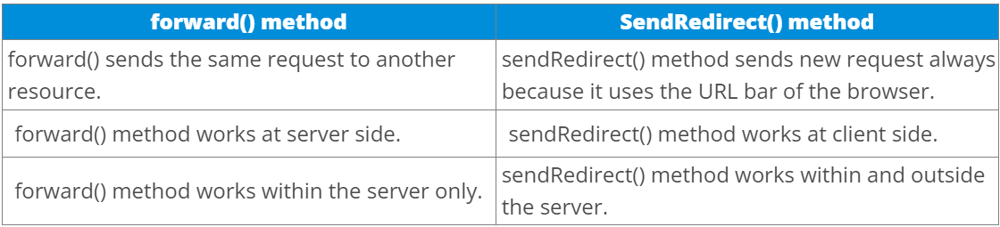 forward() method
SendRedirect() method
forward() sends the same request to another
resource.
sendRedirect() method sends new request always
because it uses the URL bar of the browser.
forward() method works at server side.
sendRedirect() method works at client side.
forward() method works within the server only.
sendRedirect() method works within and outside
the server.